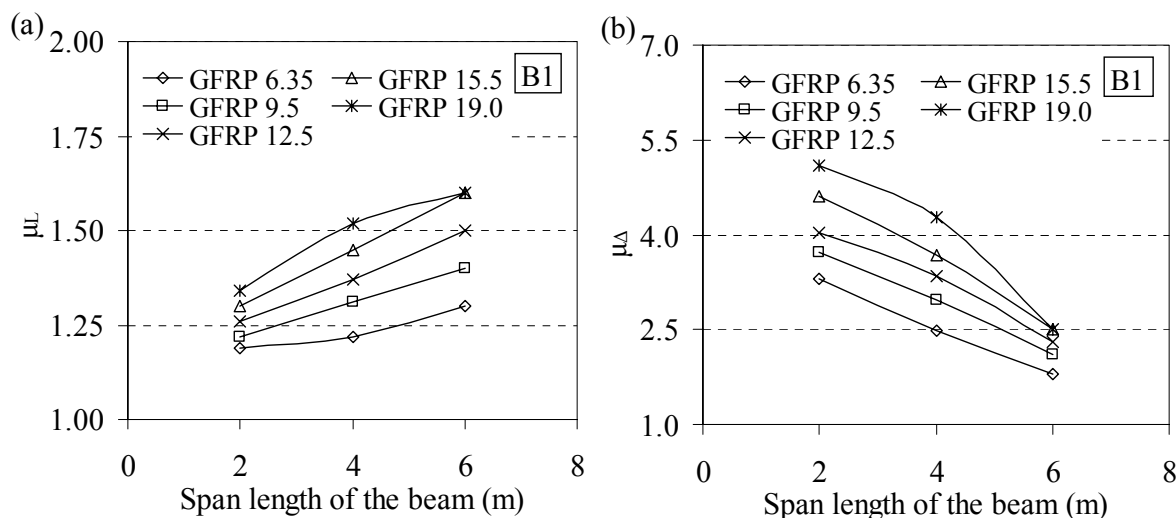 (a)
2.00
1.75
1.50
1.25
1.00
μL
GFRP 6.35
GFRP 15.5
GFRP 9.5
GFRP 19.0
GFRP 12.5
B1
0
2
4
6
8
Span length of the beam (m)
(b)
7.0
5.5
4.0
2.5
1.0
μΔ
GFRP 6.35
GFRP 15.5
GFRP 9.5
GFRP 19.0
GFRP 12.5
B1
0
2
4
6
8
Span length of the beam (m)